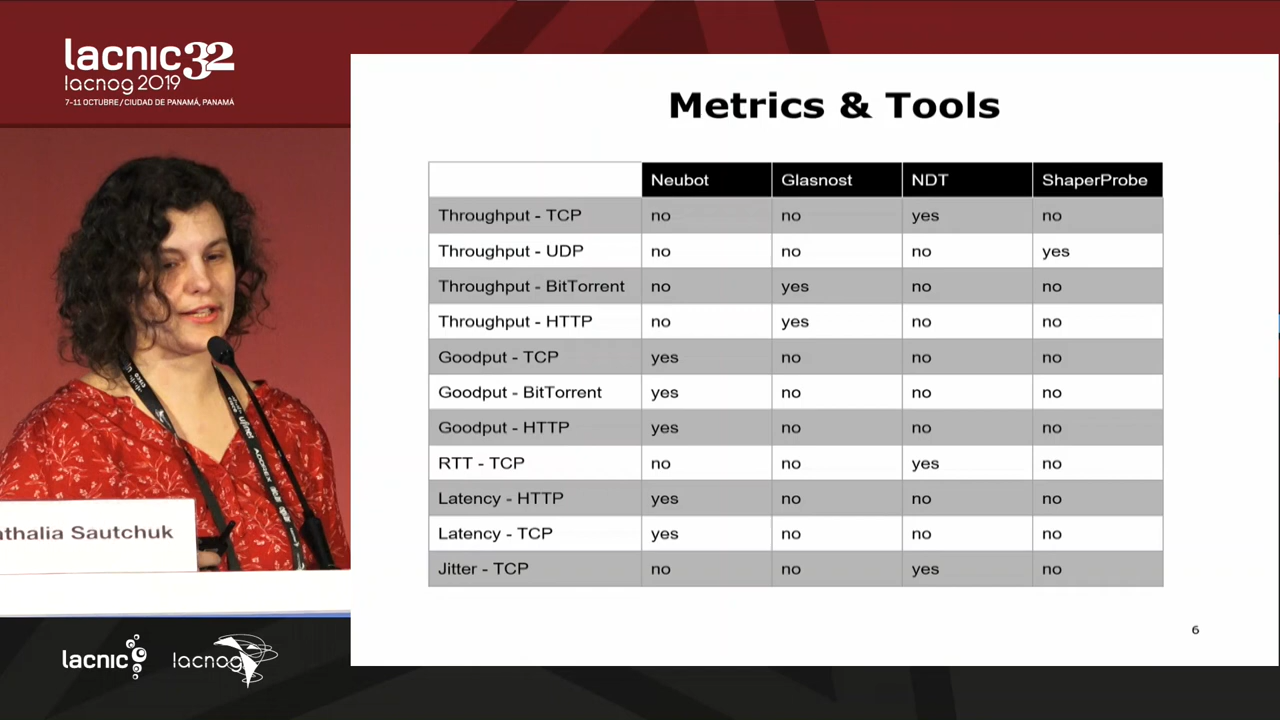 lacnic 32
lacnog 2019
7-11 OCTUBRE / CIUDAD DE PANAMÁ, PANAMÁ
Metrics & Tools
Neubot Glasnost NDT ShaperProbe
Throughput - TCP no no yes no
Throughput - UDP no no no yes
Throughput - BitTorrent no yes no no
Throughput - HTTP no yes no no
Goodput - TCP yes no no no
Goodput - BitTorrent yes no no no
Goodput - HTTP yes no no no
RTT - TCP no no yes no
Latency - HTTP yes no no no
Latency - TCP yes no no no
Jitter - TCP no no yes no
6
athalia Sautchuk
lacnic
lacnog